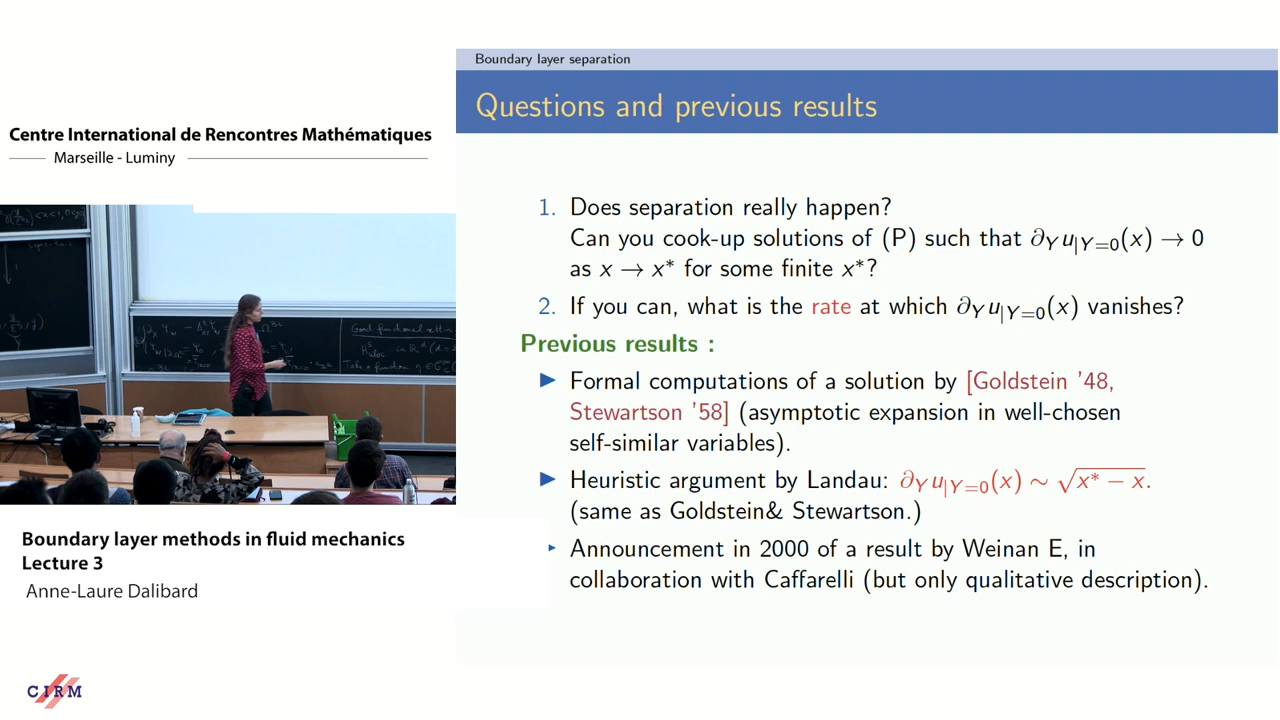 Centre International de Rencontres Mathématiques
Marseille - Luminy
Boundary layer methods in fluid mechanics
Lecture 3
Anne-Laure Dalibard
CIRM
Boundary layer separation
Questions and previous results
1. Does separation really happen?
Can you cook-up solutions of (P) such that ∂_Y u_{|Y=0}(x) → 0
as x → x* for some finite x*?
2. If you can, what is the rate at which ∂_Y u_{|Y=0}(x) vanishes?
Previous results :
▶ Formal computations of a solution by [Goldstein '48,
Stewartson '58] (asymptotic expansion in well-chosen
self-similar variables).
▶ Heuristic argument by Landau: ∂_Y u_{|Y=0}(x) ∼ √(x* − x).
(same as Goldstein& Stewartson.)
▸ Announcement in 2000 of a result by Weinan E, in
collaboration with Caffarelli (but only qualitative description).